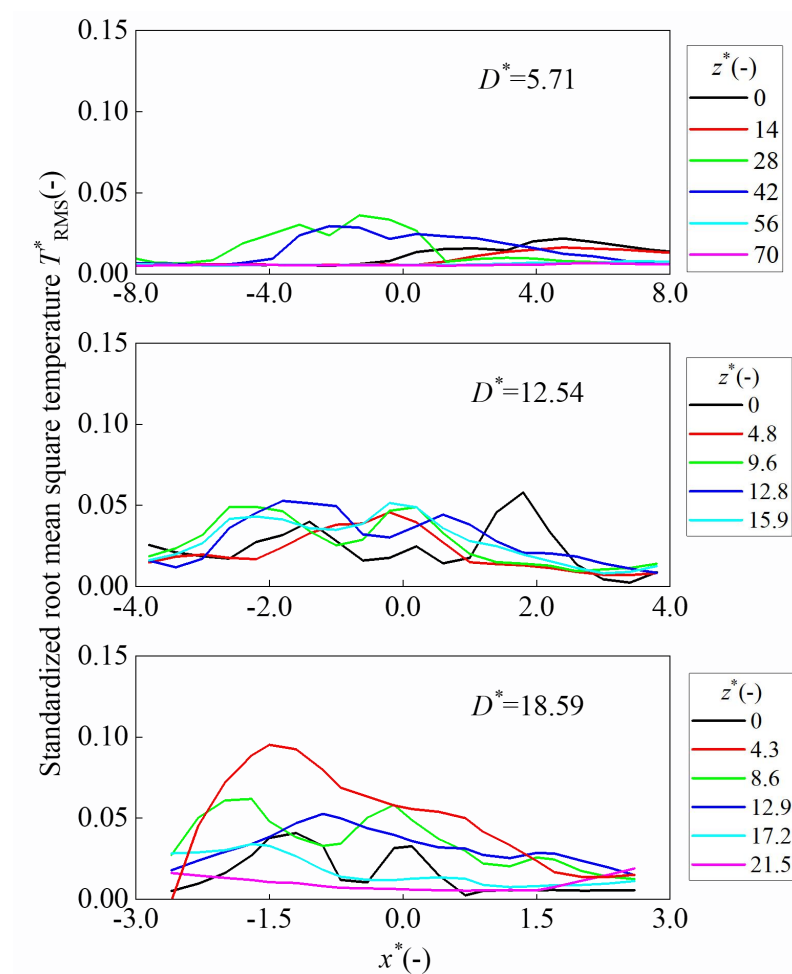 Standardized root mean square temperature T*RMS(-)
0.15
0.10
0.05
0.00
-8.0 -4.0 0.0 4.0 8.0
D*=5.71
z*(-)
0
14
28
42
56
70
0.15
0.10
0.05
0.00
-4.0 -2.0 0.0 2.0 4.0
D*=12.54
z*(-)
0
4.8
9.6
12.8
15.9
0.15
0.10
0.05
0.00
-3.0 -1.5 0.0 1.5 3.0
D*=18.59
z*(-)
0
4.3
8.6
12.9
17.2
21.5
x*(-)